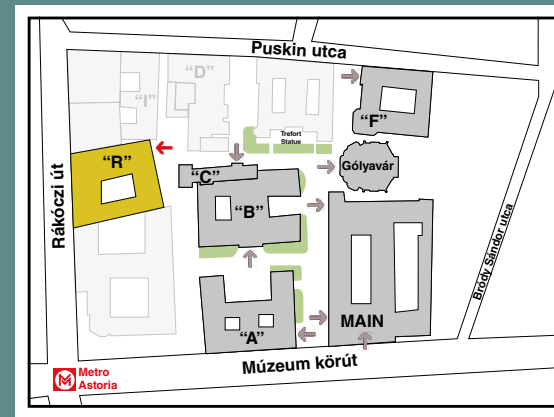 Puskin utca
“D”
“I”
“F”
Trefort
Statue
“R”
“C”
Gólyavár
“B”
Rákóczi út
Bródy Sándor utca
MAIN
“A”
Múzeum körút
Metro
Astoria
M